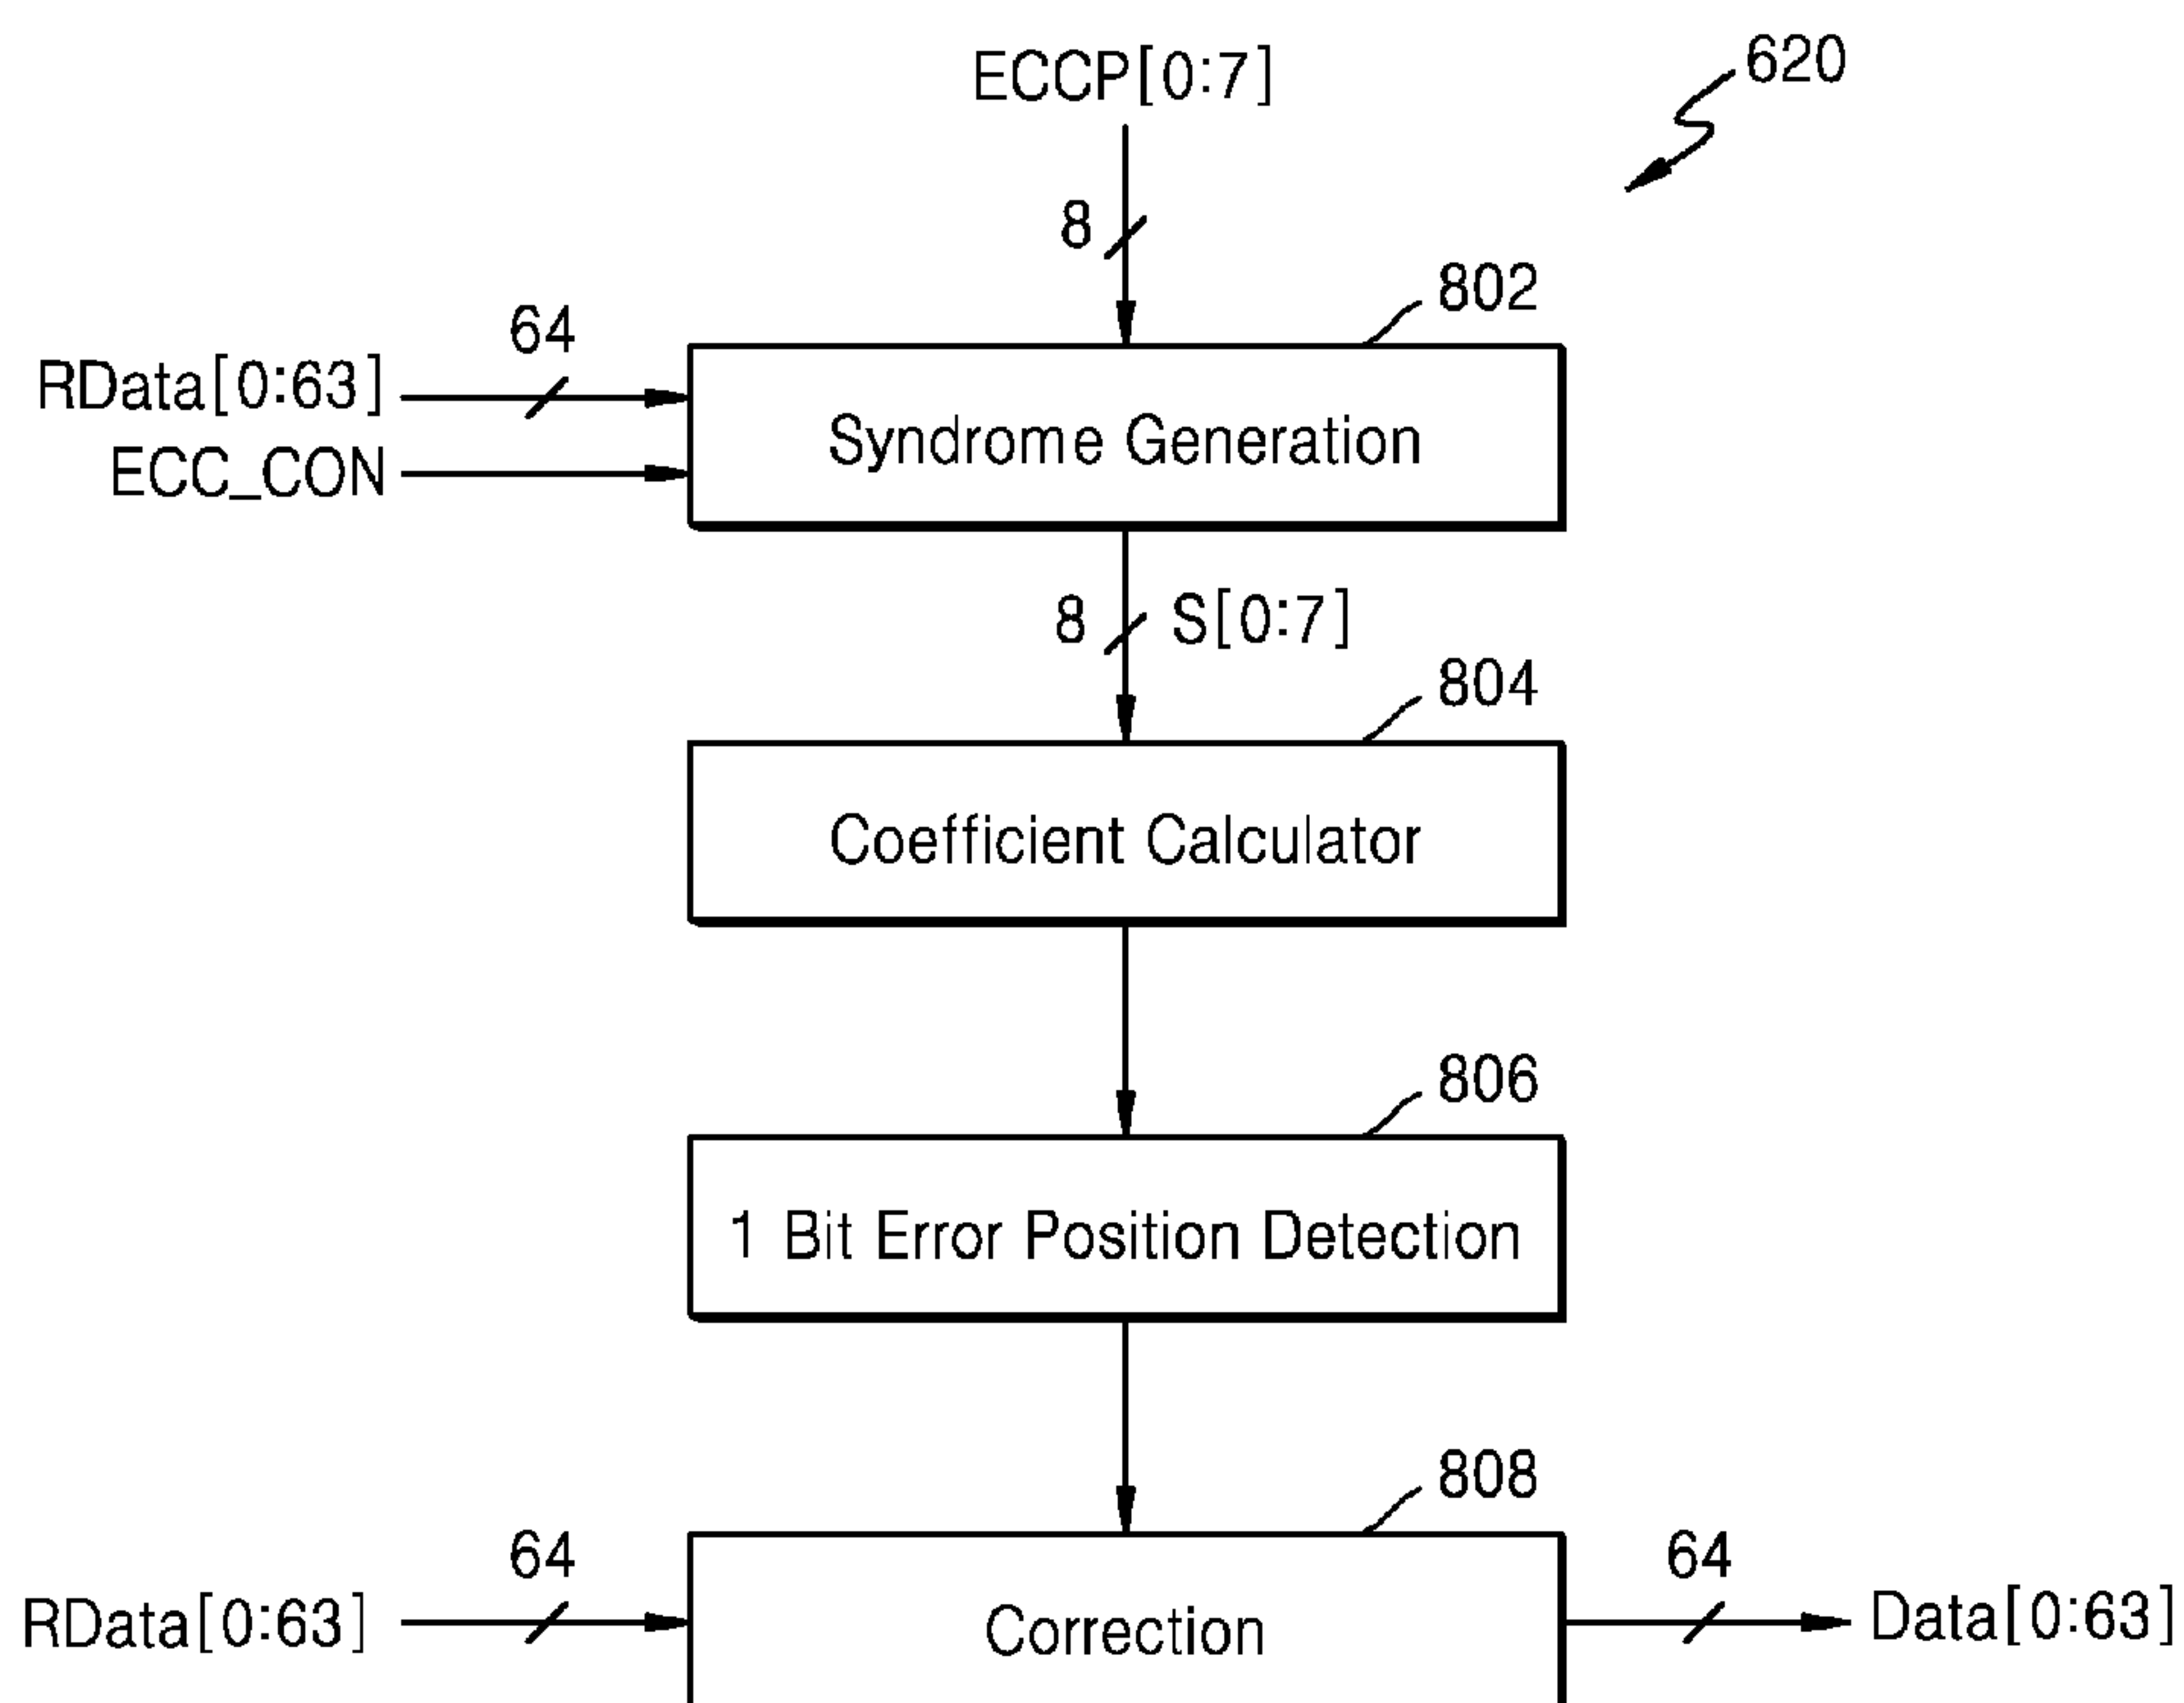 ECCP[0:7]
620
8
802
64
RData[0:63]
ECC_CON
Syndrome Generation
8
S[0:7]
804
Coefficient Calculator
806
1 Bit Error Position Detection
808
64
64
RData[0:63]
Correction
Data[0:63]